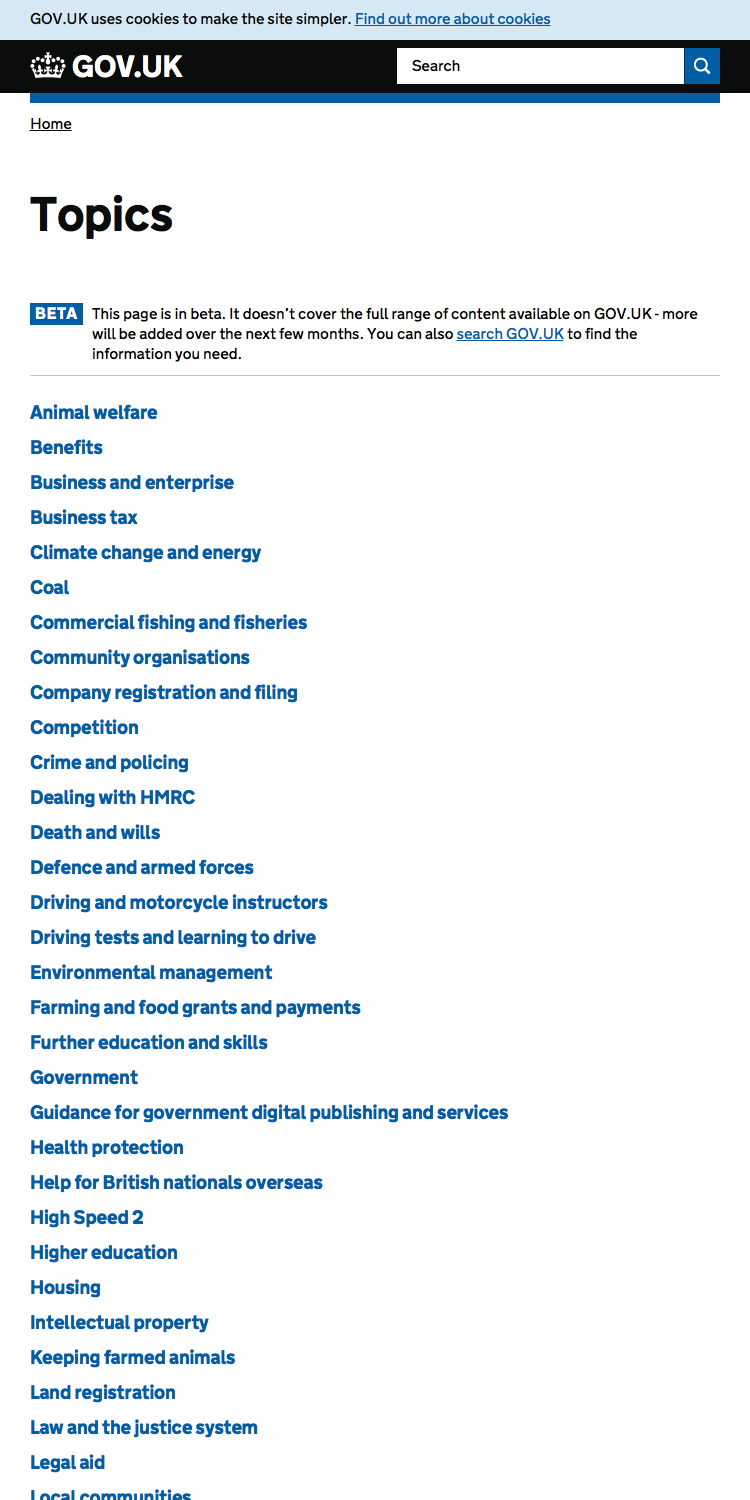 GOV.UK uses cookies to make the site simpler. Find out more about cookies
GOV.UK
Search
Home
Topics
BETA
This page is in beta. It doesn’t cover the full range of content available on GOV.UK - more
will be added over the next few months. You can also search GOV.UK to find the
information you need.
Animal welfare
Benefits
Business and enterprise
Business tax
Climate change and energy
Coal
Commercial fishing and fisheries
Community organisations
Company registration and filing
Competition
Crime and policing
Dealing with HMRC
Death and wills
Defence and armed forces
Driving and motorcycle instructors
Driving tests and learning to drive
Environmental management
Farming and food grants and payments
Further education and skills
Government
Guidance for government digital publishing and services
Health protection
Help for British nationals overseas
High Speed 2
Higher education
Housing
Intellectual property
Keeping farmed animals
Land registration
Law and the justice system
Legal aid
Local communities